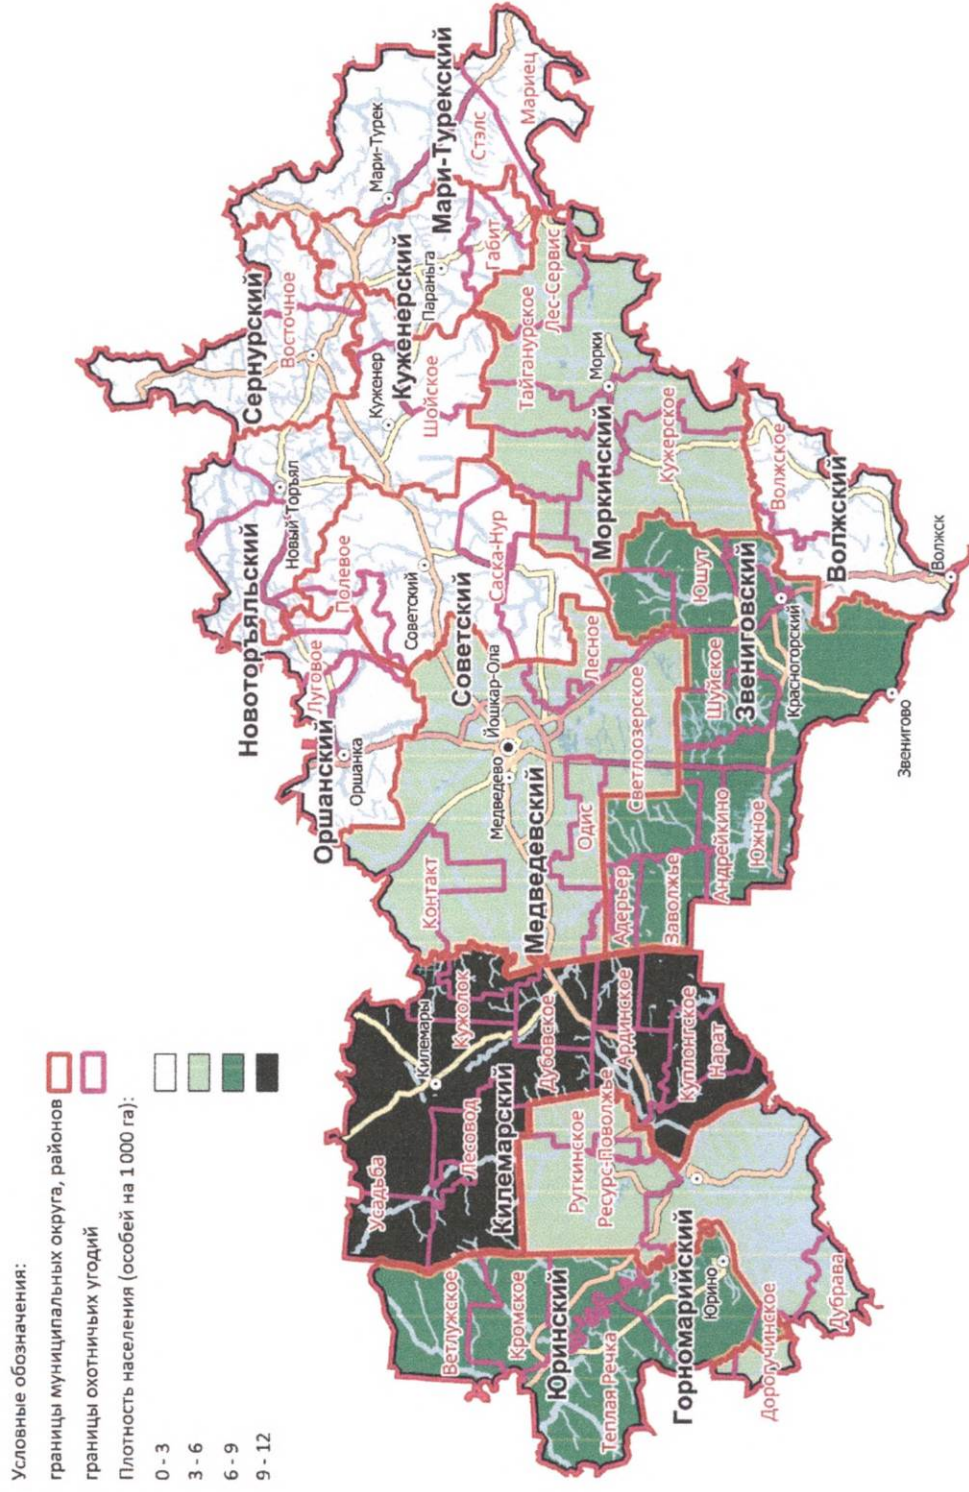 Условные обозначения:
границы муниципальных округа, районов
границы охотничьих угодий
Плотность населения (особей на 1000 га):
0 - 3
3 - 6
6 - 9
9 - 12
Сернурский
Восточное
Мари-Турек
Мари-Турекский
Стэлс
Мариец
Куженерский
Параньга
Габит
Куженер
Шойское
Новоторъяльский
Новый Торъял
Полевое
Луговое
Оршанский
Оршанка
Советский
Советский
Саска-Нур
Тайганурское
Лес-Сервис
Морки
Моркинский
Кужерское
Волжское
Волжский
Волжск
Йошкар-Ола
Медведево
Медведевский
Лесное
Светлоозерское
Одис
Контакт
Юшут
Звениговский
Красногорский
Шуйское
Звенигово
Адерьер
Заволжье
Андрейкино
Южное
Килемары
Кужолок
Дубовское
Ардинское
Куплонгское
Нарат
Килемарский
Лесовод
Усадьба
Руткинское
Ресурс-Поволжье
Ветлужское
Кромское
Юринский
Теплая Речка
Горномарийский
Юрино
Дорогучинское
Дубрава